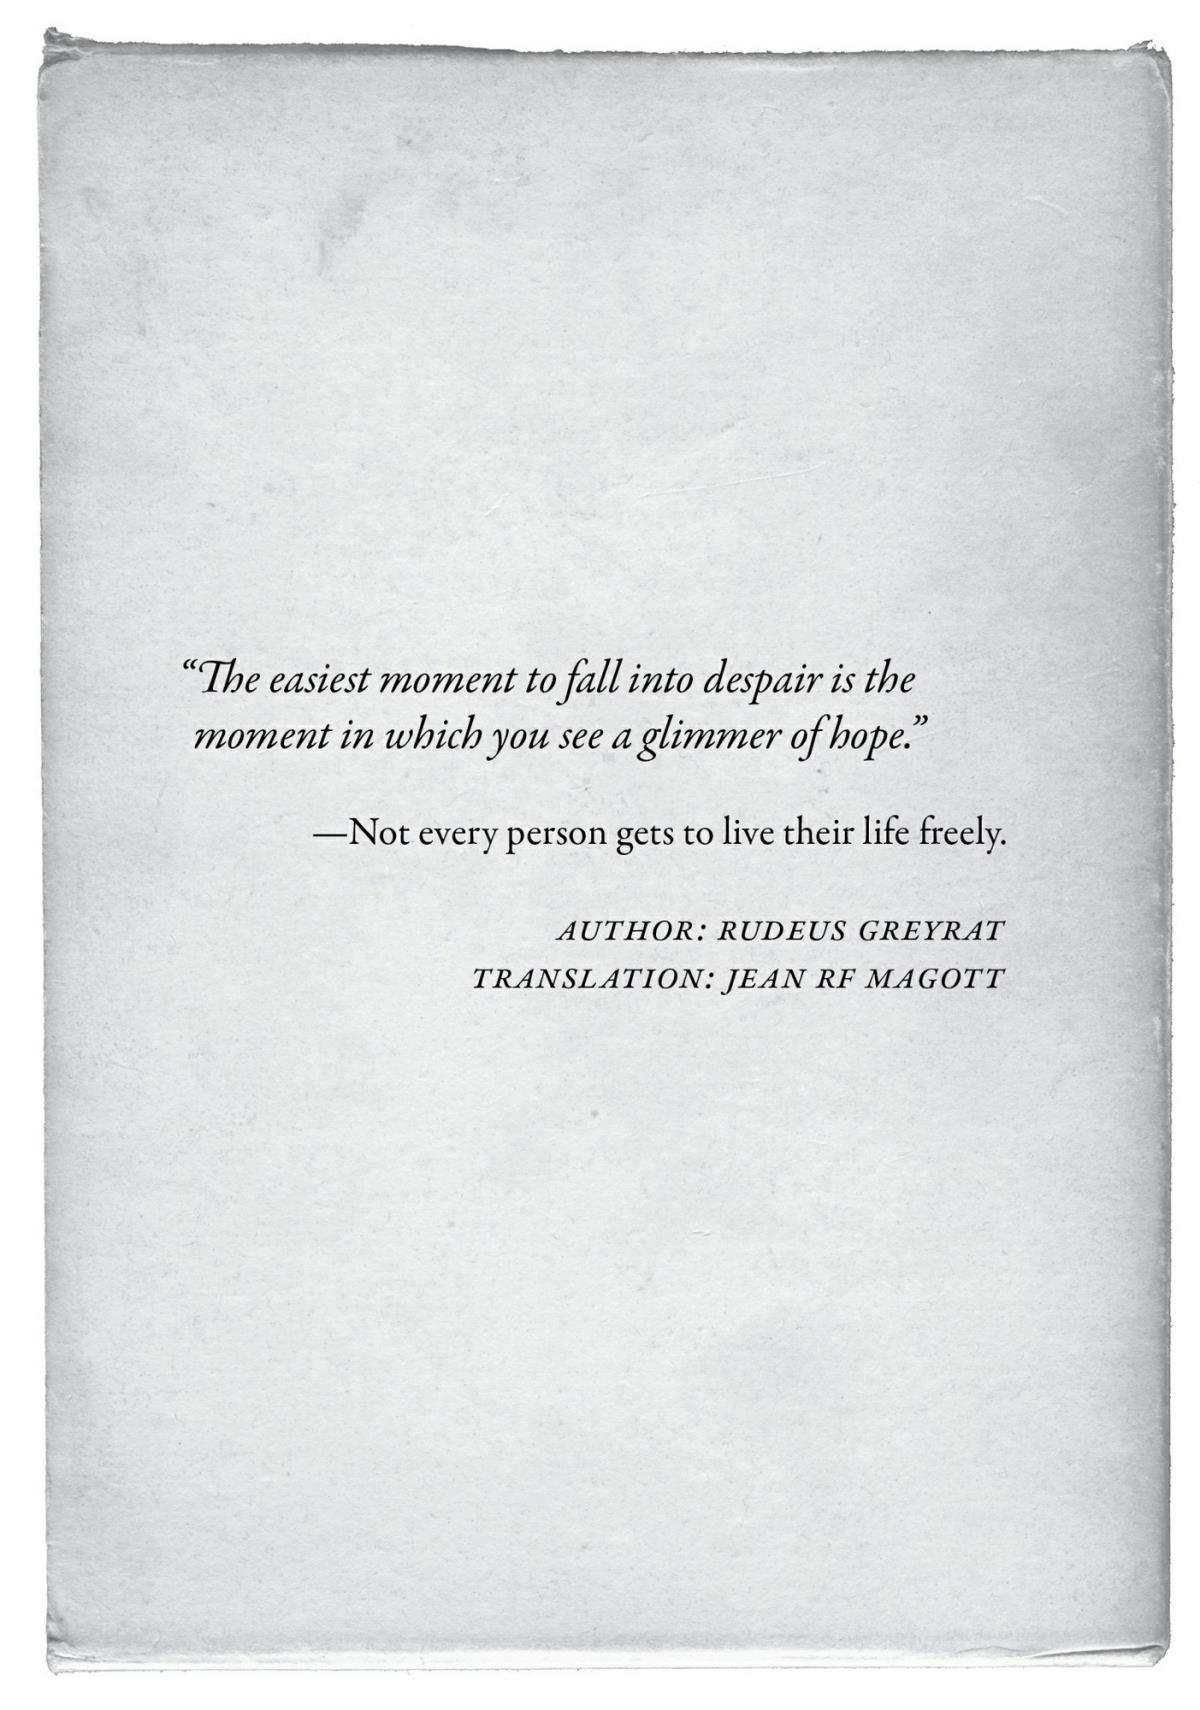 “The easiest moment to fall into despair is the
moment in which you see a glimmer of hope.”
—Not every person gets to live their life freely.
AUTHOR: RUDEUS GREYRAT
TRANSLATION: JEAN RF MAGOTT